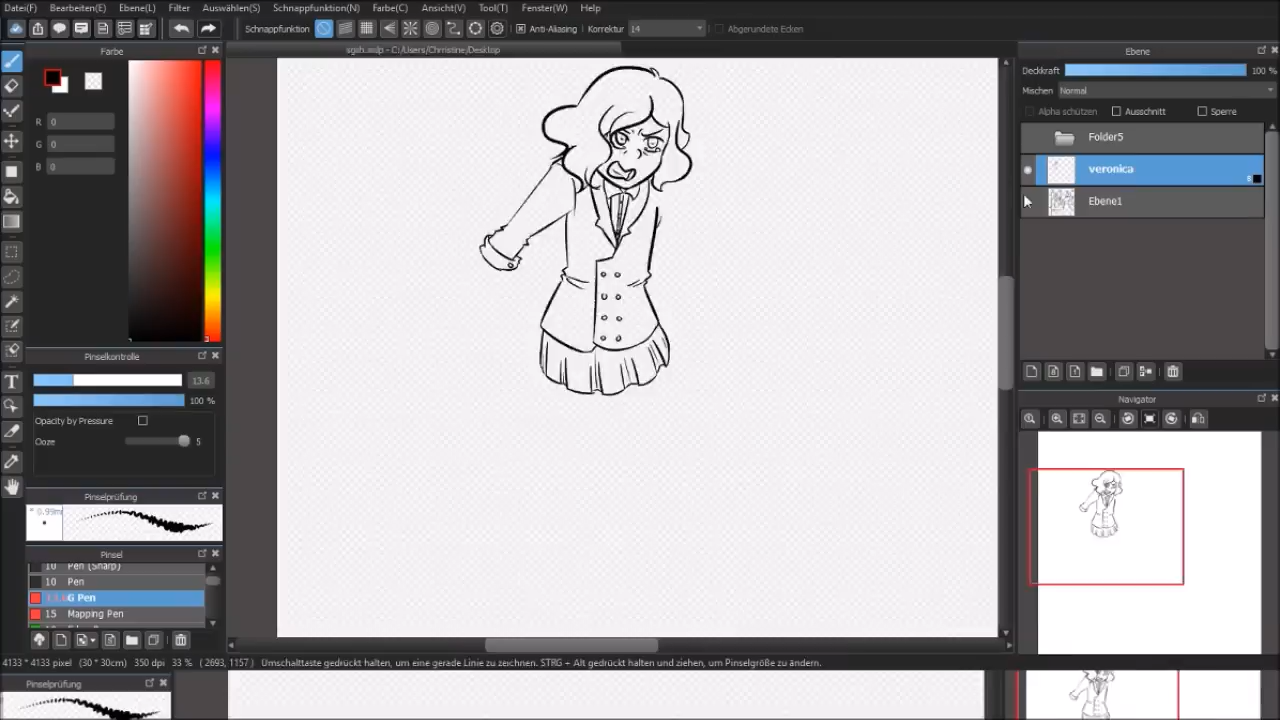 Datei(F) Bearbeiten(E) Ebene(L) Filter Auswählen(S) Schnappfunktion(N) Farbe(C) Ansicht(V) Tool(T) Fenster(W) Help
Schnappfunktion Anti-Aliasing Korrektur 14 Abgerundete Ecken
Farbe
R 0
G 0
B 0
Pinselkontrolle
13.6
100 %
Opacity by Pressure
Ooze 5
Pinselprüfung
Pinsel
10 Pen (Sharp)
10 Pen
G Pen
15 Mapping Pen
C:/Users/Christine/Desktop
Ebene
Deckkraft 100 %
Mischen Normal
Alpha schützen Ausschnitt Sperre
Folder5
veronica
Ebene1
Navigator
4133 * 4133 pixel (30 * 30cm) 350 dpi 33 % ( 2693, 1157 ) Umschalttaste gedrückt halten, um eine gerade Linie zu zeichnen. STRG + Alt gedrückt halten und ziehen, um Pinselgröße zu ändern.
Pinselprüfung